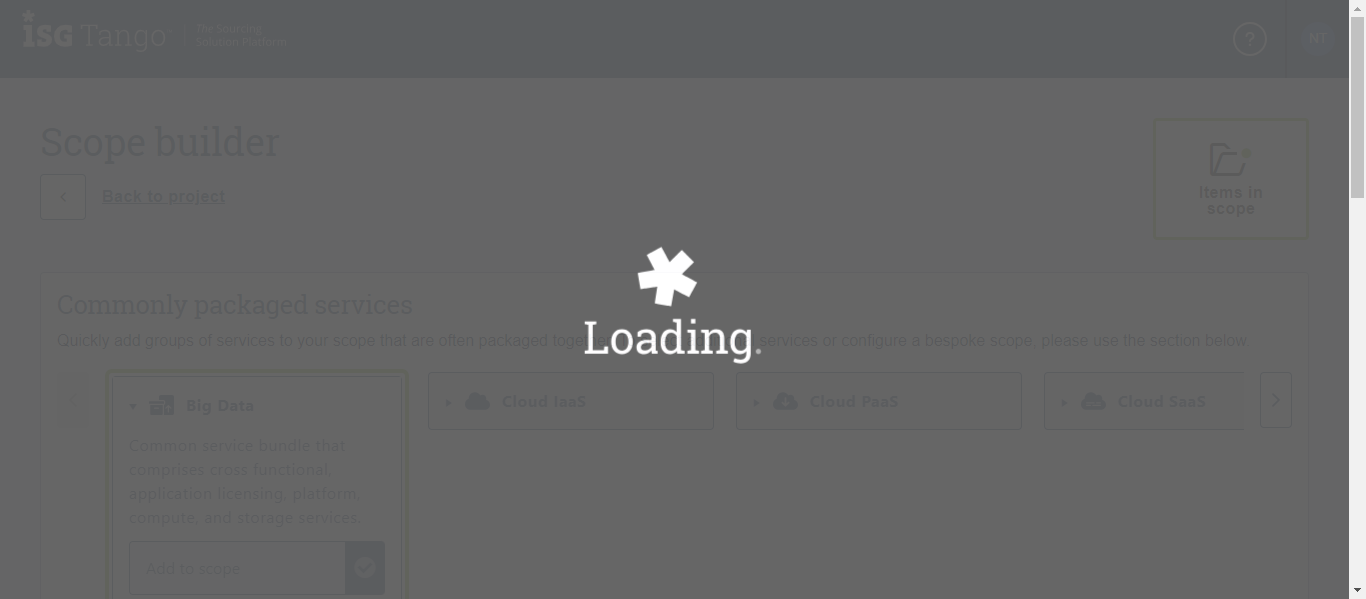 ISG Tango
The Sourcing
Solution Platform
?
NT
Scope builder
Back to project
Items in
scope
Loading.
Commonly packaged services
Quickly add groups of services to your scope that are often packaged services or configure a bespoke scope, please use the section below
Big Data
Cloud IaaS
Cloud PaaS
Cloud SaaS
Common service bundle that
comprises cross functional,
application licensing, platform,
compute, and storage services.
Add to scope